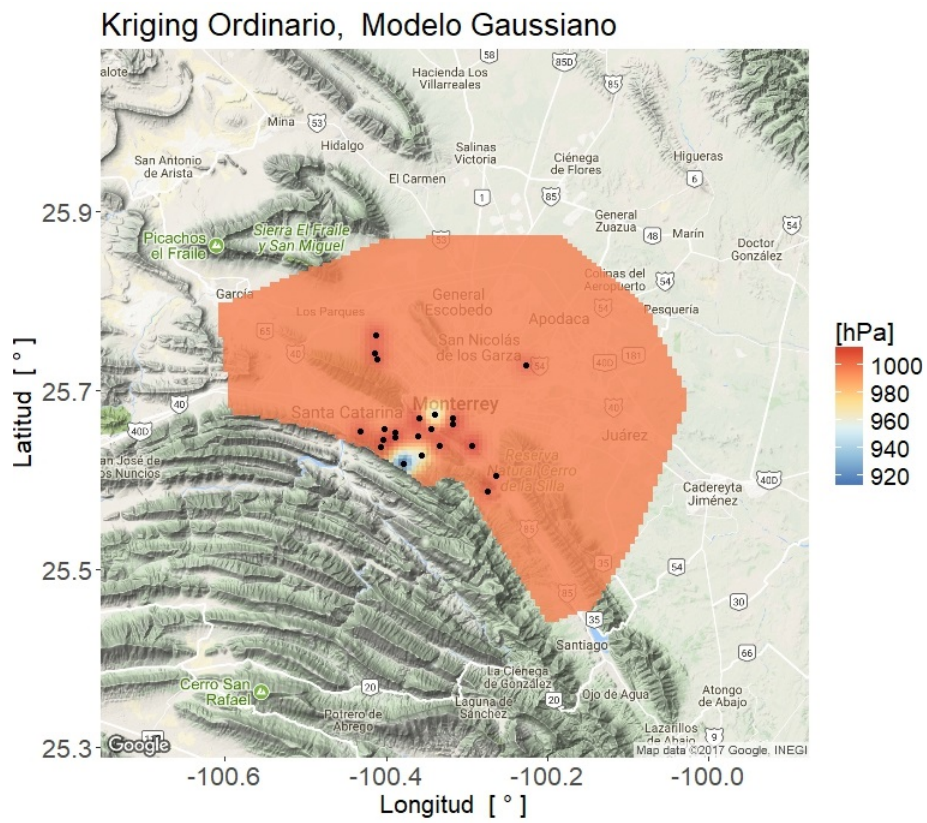 Kriging Ordinario, Modelo Gaussiano
58
85D
alote
Hacienda Los
Villarreales
85
Mina
53
Hidalgo
San Antonio
de Arista
Salinas
Victoria
Ciénega
de Flores
Higueras
El Carmen
6
1
85
25.9
General
Zuazua
54
Picachos
el Fraile
Sierra El Fraile
y San Miguel
53
48
Marín
Doctor
González
Colinas del
Aeropuerto
54
García
General
Escobedo
54
Pesquería
Los Parques
Apodaca
[hPa]
65
40
San Nicolás
de los Garza
54
40D
181
1000
980
960
940
920
25.7
40
Santa Catarina
Monterrey
40
40D
Juárez
an José de
os Nuncios
Reserva
Natural Cerro
de la Silla
Cadereyta
Jiménez
40D
Latitud [ ° ]
85
25.5
35
54
85
30
35
Santiago
66
La Ciénega
de González
Cerro San
Rafael
20
Laguna de
Sánchez
20
Ojo de Agua
Atongo
de Abajo
Potrero de
Abrego
Lazarillos
de Abajo
9
25.3
Google
Map data ©2017 Google, INEGI
-100.6
-100.4
-100.2
-100.0
Longitud [ ° ]